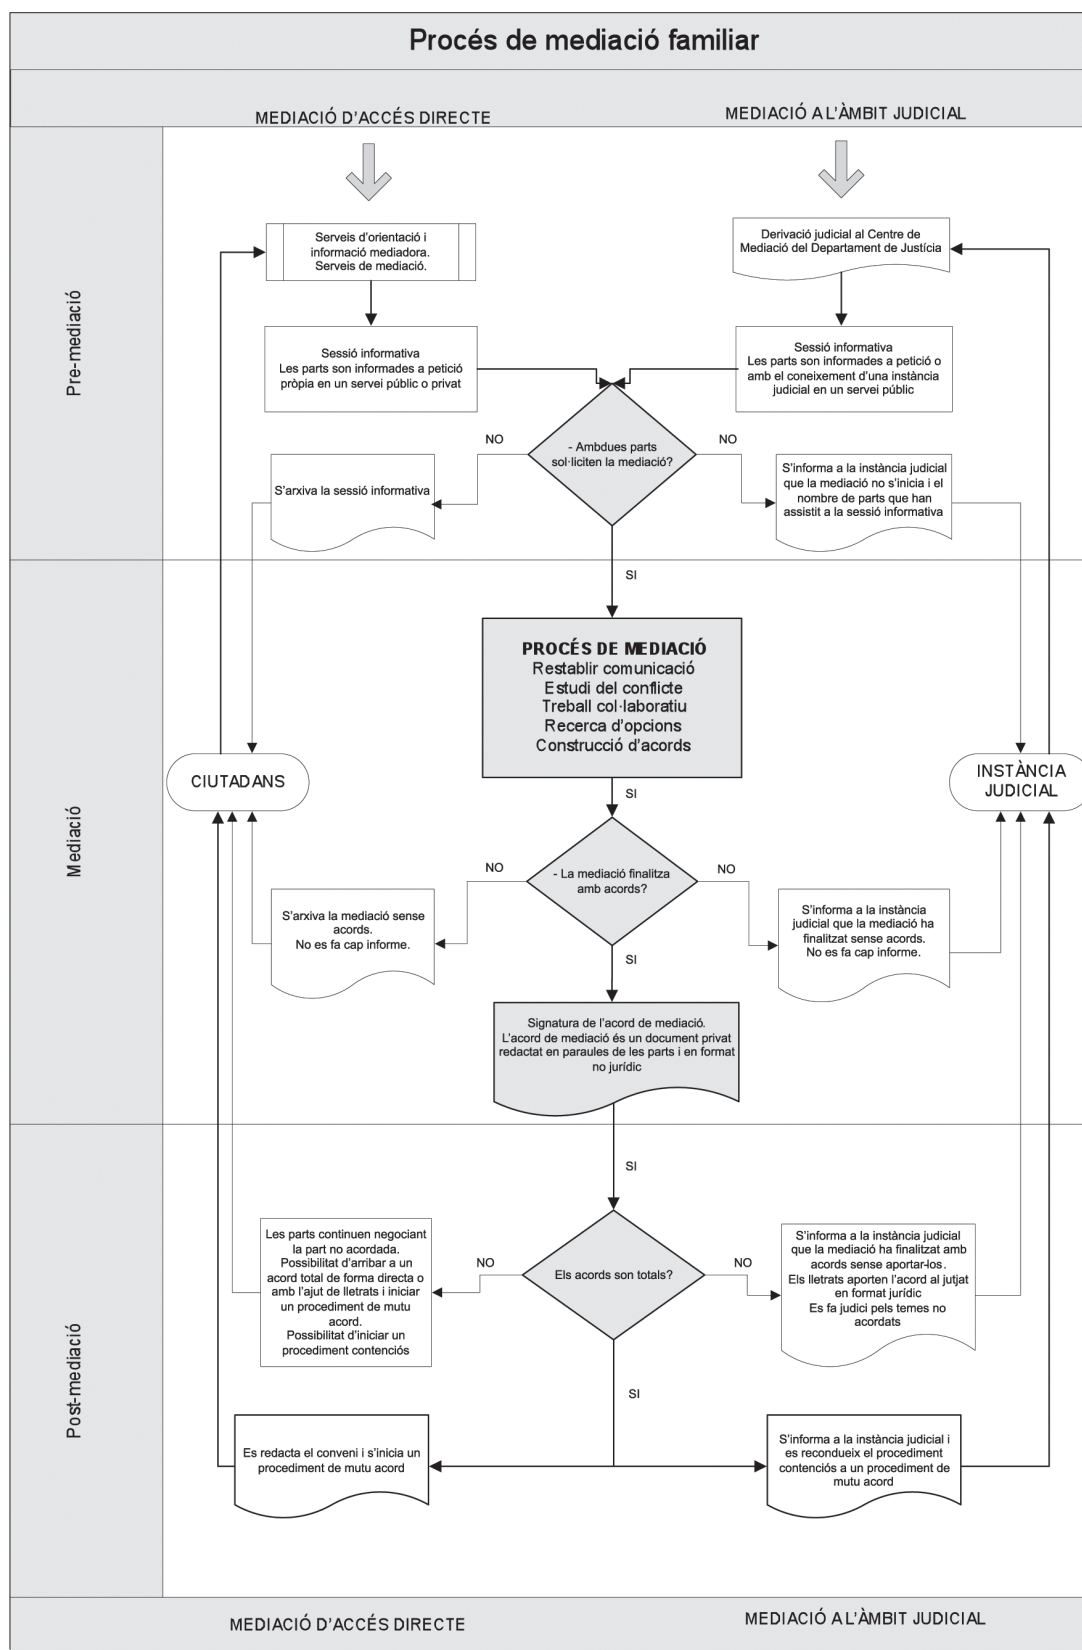 Procés de mediació familiar
MEDIACIÓ D'ACCÉS DIRECTE
MEDIACIÓ A L'ÀMBIT JUDICIAL
Pre-mediació
Serveis d'orientació i
informació mediadora.
Serveis de mediació.
Derivació judicial al Centre de
Mediació del Departament de Justícia
Sessió informativa
Les parts son informades a petició
pròpia en un servei públic o privat
Sessió informativa
Les parts son informades a petició o
amb el coneixement d'una instància
judicial en un servei públic
- Ambdues parts
sol·liciten la mediació?
NO
NO
S'arxiva la sessió informativa
S'informa a la instància judicial
que la mediació no s'inicia i el
nombre de parts que han
assistit a la sessió informativa
SI
Mediació
PROCÉS DE MEDIACIÓ
Restablir comunicació
Estudi del conflicte
Treball col·laboratiu
Recerca d'opcions
Construcció d'acords
CIUTADANS
INSTÀNCIA
JUDICIAL
SI
- La mediació finalitza
amb acords?
NO
NO
S'arxiva la mediació sense
acords.
No es fa cap informe.
S'informa a la instància
judicial que la mediació ha
finalitzat sense acords.
No es fa cap informe.
SI
Signatura de l'acord de mediació.
L'acord de mediació és un document privat
redactat en paraules de les parts i en format
no jurídic
Post-mediació
SI
Els acords son totals?
NO
NO
Les parts continuen negociant
la part no acordada.
Possibilitat d'arribar a un
acord total de forma directa o
amb l'ajut de lletrats i iniciar
un procediment de mutu
acord.
Possibilitat d'iniciar un
procediment contenciós
S'informa a la instància judicial
que la mediació ha finalitzat amb
acords sense aportar-los.
Els lletrats aporten l'acord al jutjat
en format jurídic
Es fa judici pels temes no
acordats
SI
Es redacta el conveni i s'inicia un
procediment de mutu acord
S'informa a la instància judicial i
es recondueix el procediment
contenciós a un procediment de
mutu acord
MEDIACIÓ D'ACCÉS DIRECTE
MEDIACIÓ A L'ÀMBIT JUDICIAL